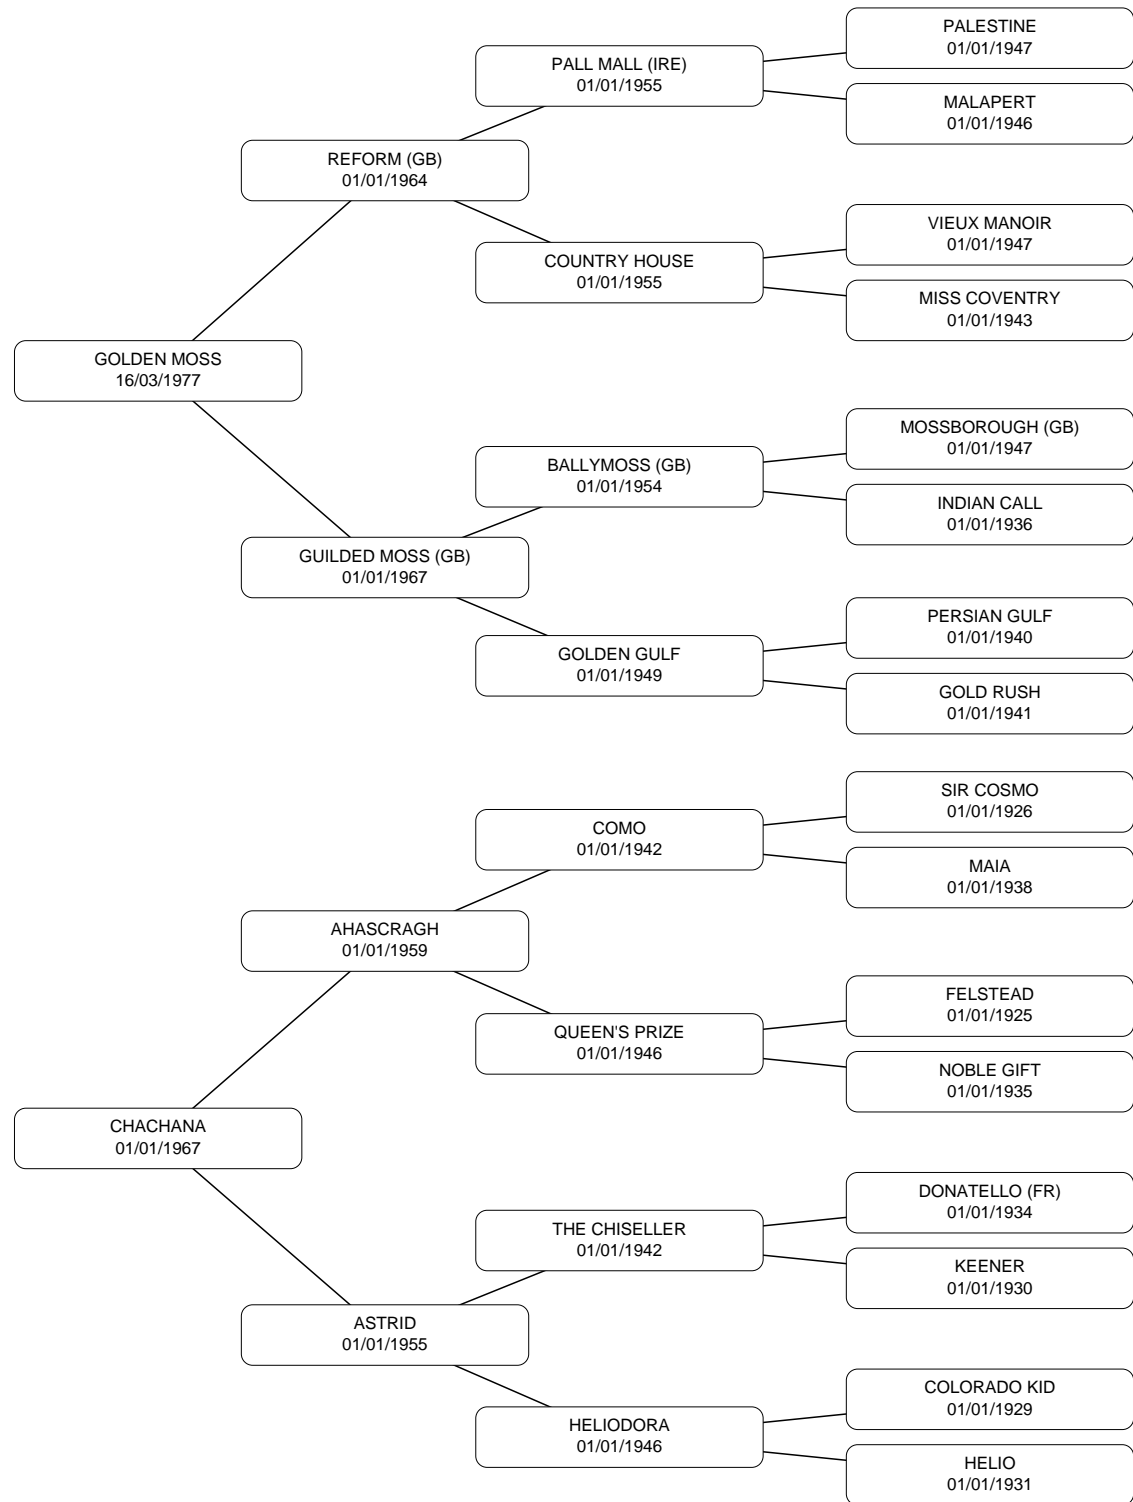 PALESTINE
01/01/1947
PALL MALL (IRE)
01/01/1955
MALAPERT
01/01/1946
REFORM (GB)
01/01/1964
VIEUX MANOIR
01/01/1947
COUNTRY HOUSE
01/01/1955
MISS COVENTRY
01/01/1943
GOLDEN MOSS
16/03/1977
MOSSBOROUGH (GB)
01/01/1947
BALLYMOSS (GB)
01/01/1954
INDIAN CALL
01/01/1936
GUILDED MOSS (GB)
01/01/1967
PERSIAN GULF
01/01/1940
GOLDEN GULF
01/01/1949
GOLD RUSH
01/01/1941
SIR COSMO
01/01/1926
COMO
01/01/1942
MAIA
01/01/1938
AHASCRAGH
01/01/1959
FELSTEAD
01/01/1925
QUEEN'S PRIZE
01/01/1946
NOBLE GIFT
01/01/1935
CHACHANA
01/01/1967
DONATELLO (FR)
01/01/1934
THE CHISELLER
01/01/1942
KEENER
01/01/1930
ASTRID
01/01/1955
COLORADO KID
01/01/1929
HELIODORA
01/01/1946
HELIO
01/01/1931